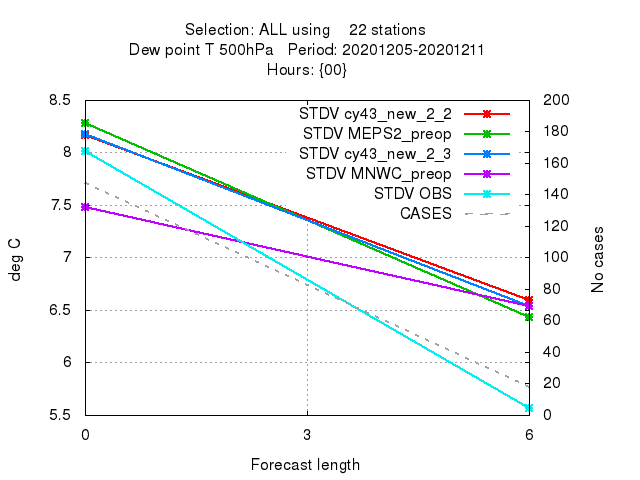 Selection: ALL using 22 stations
Dew point T 500hPa Period: 20201205-20201211
Hours: {00}
8.5
8
7.5
7
6.5
6
5.5
deg C
STDV cy43_new_2_2
STDV MEPS2_preop
STDV cy43_new_2_3
STDV MNWC_preop
STDV OBS
CASES
200
180
160
140
120
100
80
60
40
20
0
No cases
0 3 6
Forecast length